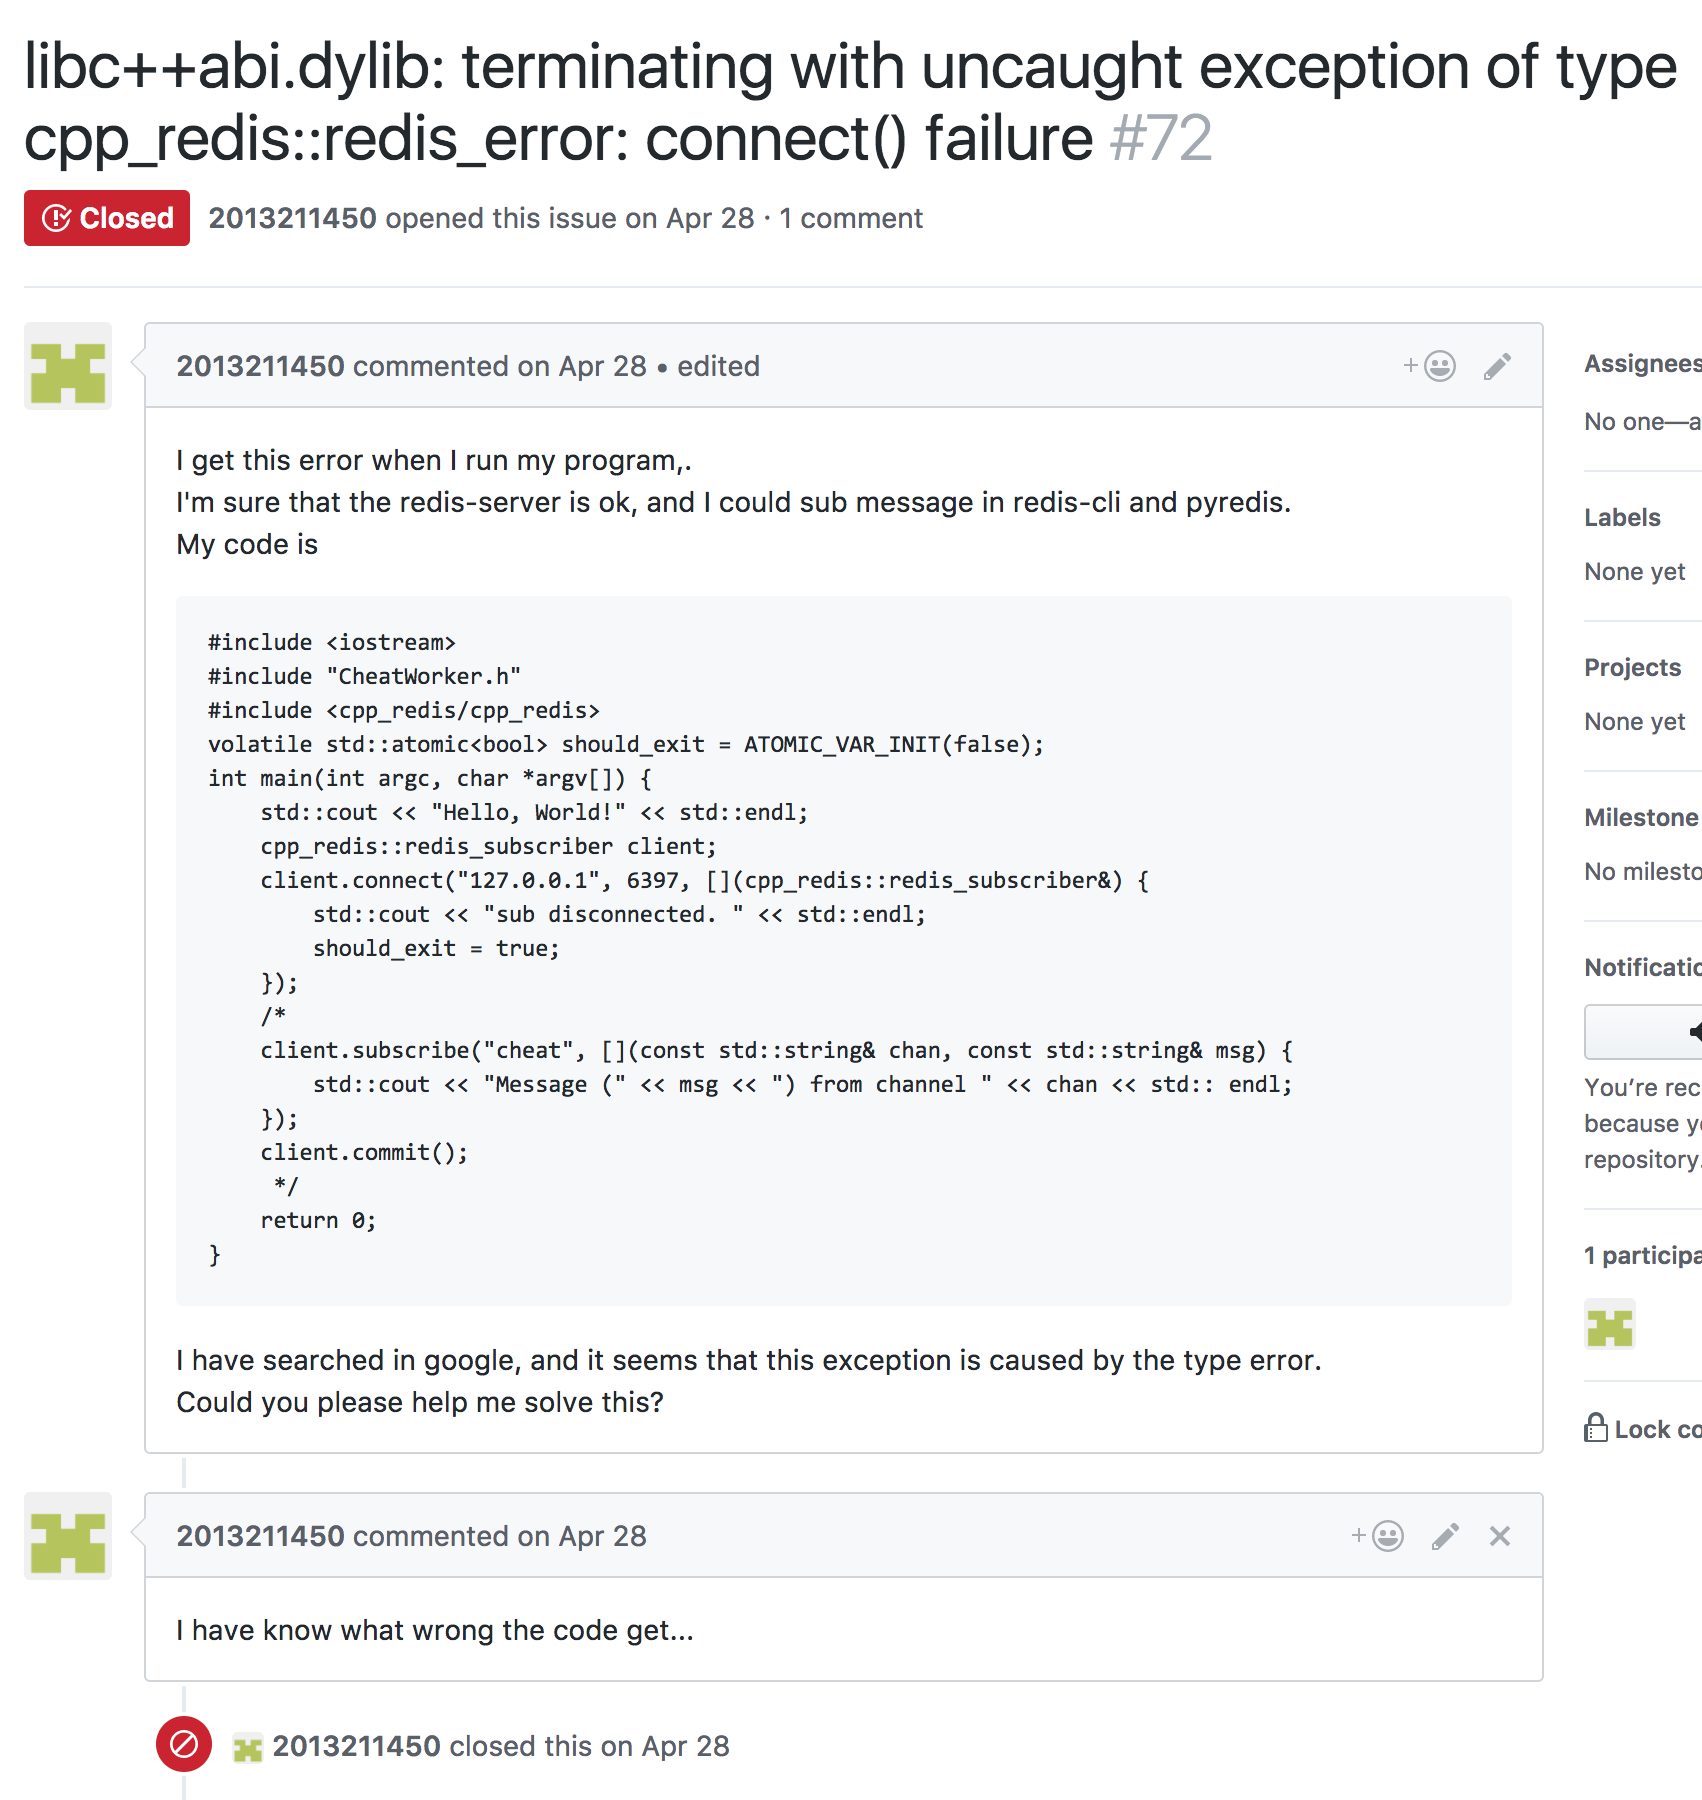 libc++abi.dylib: terminating with uncaught exception of type
cpp_redis::redis_error: connect() failure #72
Closed 2013211450 opened this issue on Apr 28 · 1 comment
2013211450 commented on Apr 28 • edited
I get this error when I run my program,.
I'm sure that the redis-server is ok, and I could sub message in redis-cli and pyredis.
My code is
#include <iostream>
#include "CheatWorker.h"
#include <cpp_redis/cpp_redis>
volatile std::atomic<bool> should_exit = ATOMIC_VAR_INIT(false);
int main(int argc, char *argv[]) {
    std::cout << "Hello, World!" << std::endl;
    cpp_redis::redis_subscriber client;
    client.connect("127.0.0.1", 6397, [](cpp_redis::redis_subscriber&) {
        std::cout << "sub disconnected. " << std::endl;
        should_exit = true;
    });
    /*
    client.subscribe("cheat", [](const std::string& chan, const std::string& msg) {
        std::cout << "Message (" << msg << ") from channel " << chan << std:: endl;
    });
    client.commit();
     */
    return 0;
}
I have searched in google, and it seems that this exception is caused by the type error.
Could you please help me solve this?
2013211450 commented on Apr 28
I have know what wrong the code get...
2013211450 closed this on Apr 28
Assignees
No one—a
Labels
None yet
Projects
None yet
Milestone
No milesto
Notificatio
You’re rec
because yo
repository.
1 participa
Lock co